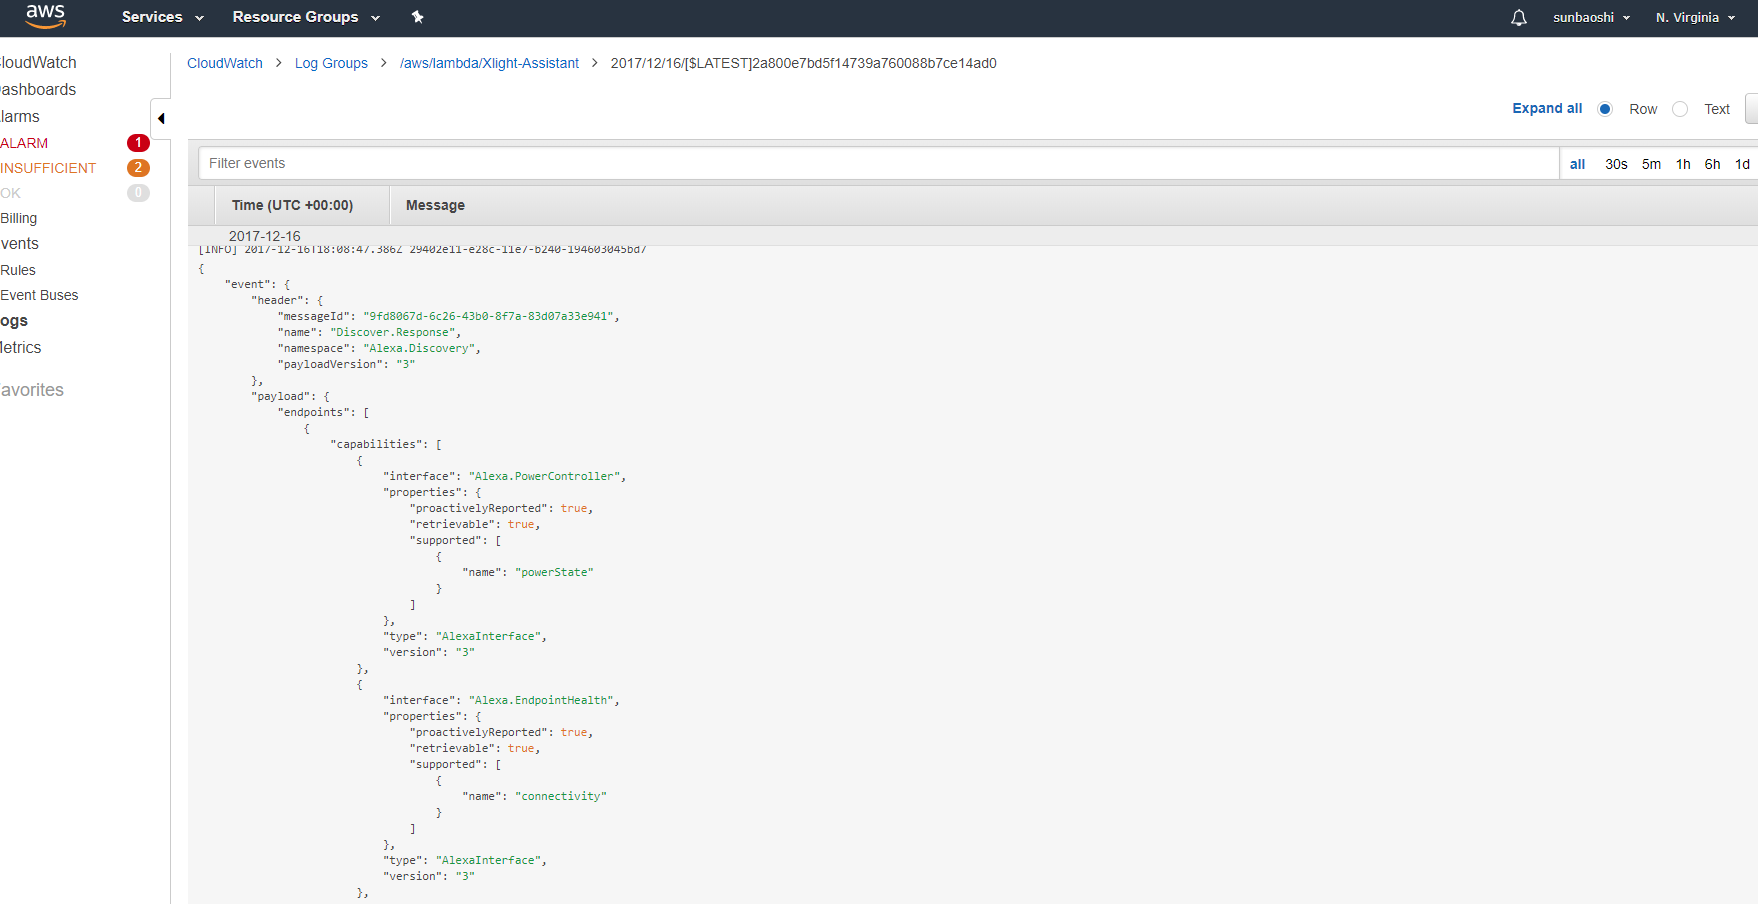 aws Services Resource Groups sunbaoshi N. Virginia
CloudWatch > Log Groups > /aws/lambda/Xlight-Assistant > 2017/12/16/[$LATEST]2a800e7bd5f14739a760088b7ce14ad0
loudWatch
ashboards
larms
ALARM 1
INSUFFICIENT 2
OK 0
Billing
vents
Rules
Event Buses
ogs
etrics
avorites
Expand all Row Text
Filter events
all 30s 5m 1h 6h 1d
Time (UTC +00:00) Message
2017-12-16
[INFO] 2017-12-16T18:08:47.386Z 29402e11-e28c-11e7-b240-194603045bd7
{
"event": {
"header": {
"messageId": "9fd8067d-6c26-43b0-8f7a-83d07a33e941",
"name": "Discover.Response",
"namespace": "Alexa.Discovery",
"payloadVersion": "3"
},
"payload": {
"endpoints": [
{
"capabilities": [
{
"interface": "Alexa.PowerController",
"properties": {
"proactivelyReported": true,
"retrievable": true,
"supported": [
{
"name": "powerState"
}
]
},
"type": "AlexaInterface",
"version": "3"
},
{
"interface": "Alexa.EndpointHealth",
"properties": {
"proactivelyReported": true,
"retrievable": true,
"supported": [
{
"name": "connectivity"
}
]
},
"type": "AlexaInterface",
"version": "3"
},